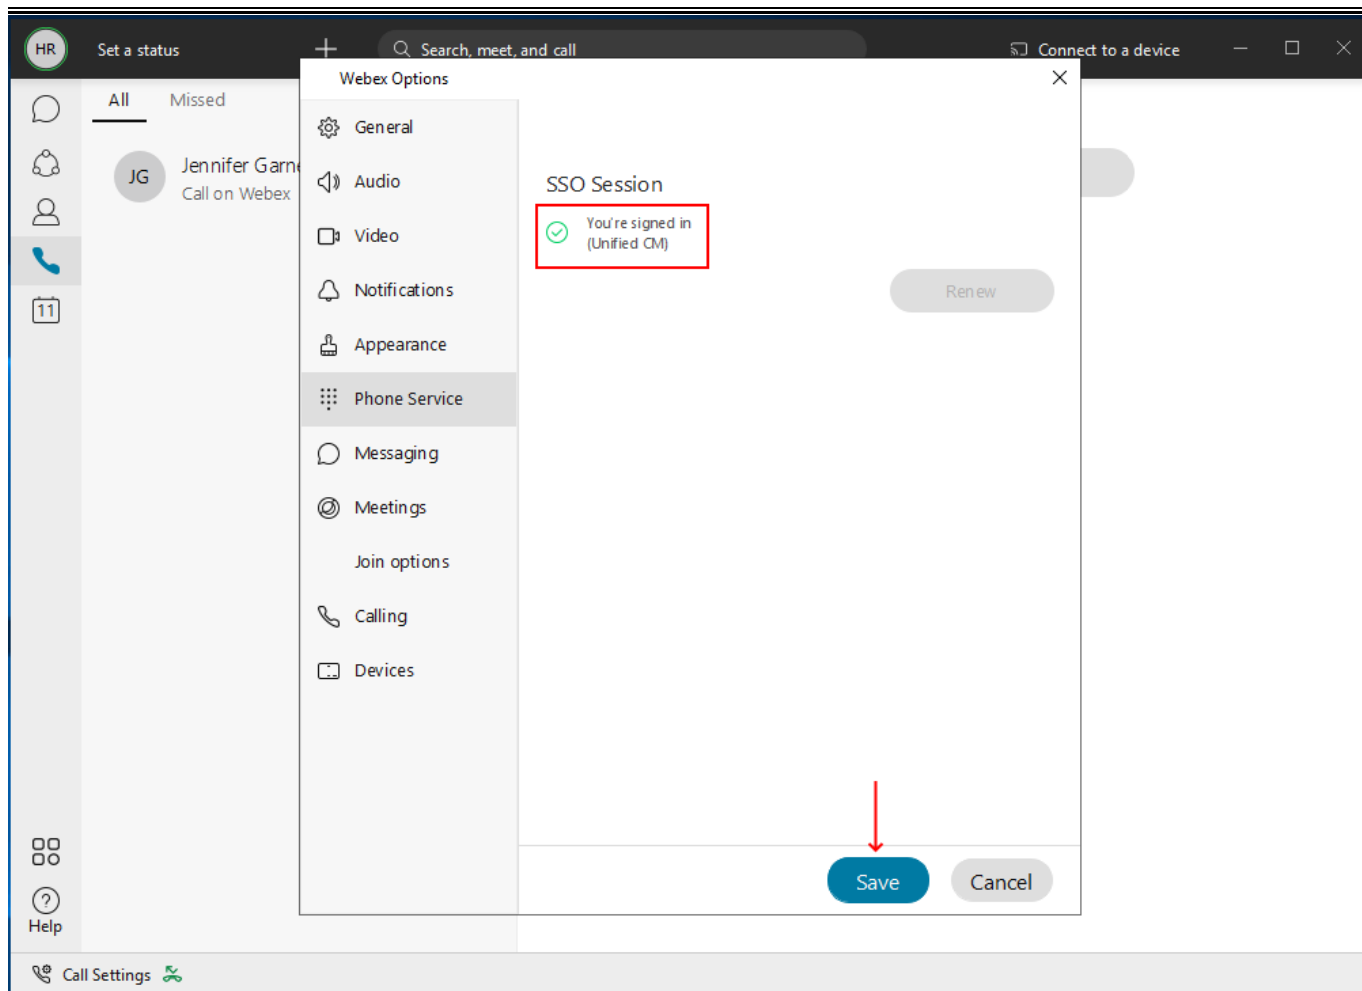 HR
Set a status
Search, meet, and call
Connect to a device
Webex Options
All
Missed
JG
Jennifer Garne
Call on Webex
11
General
Audio
Video
Notifications
Appearance
Phone Service
Messaging
Meetings
Join options
Calling
Devices
SSO Session
You're signed in
(Unified CM)
Renew
Save
Cancel
Help
Call Settings